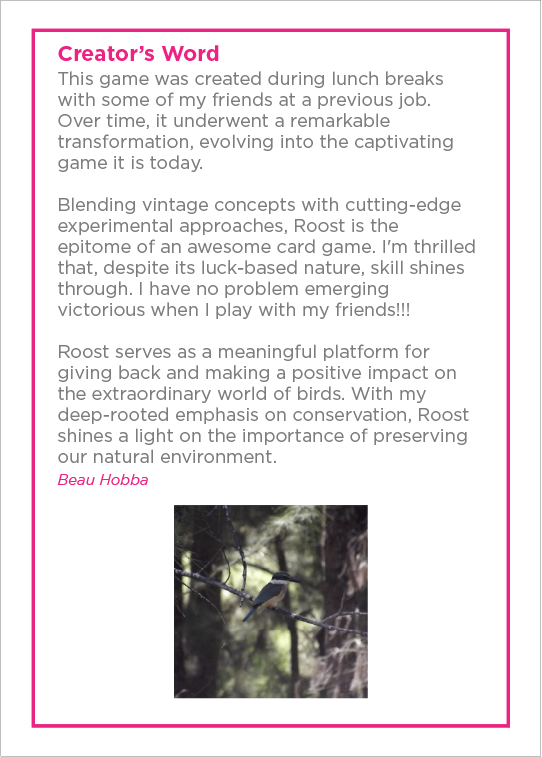 Creator’s Word
This game was created during lunch breaks
with some of my friends at a previous job.
Over time, it underwent a remarkable
transformation, evolving into the captivating
game it is today.
Blending vintage concepts with cutting-edge
experimental approaches, Roost is the
epitome of an awesome card game. I'm thrilled
that, despite its luck-based nature, skill shines
through. I have no problem emerging
victorious when I play with my friends!!!
Roost serves as a meaningful platform for
giving back and making a positive impact on
the extraordinary world of birds. With my
deep-rooted emphasis on conservation, Roost
shines a light on the importance of preserving
our natural environment.
Beau Hobba